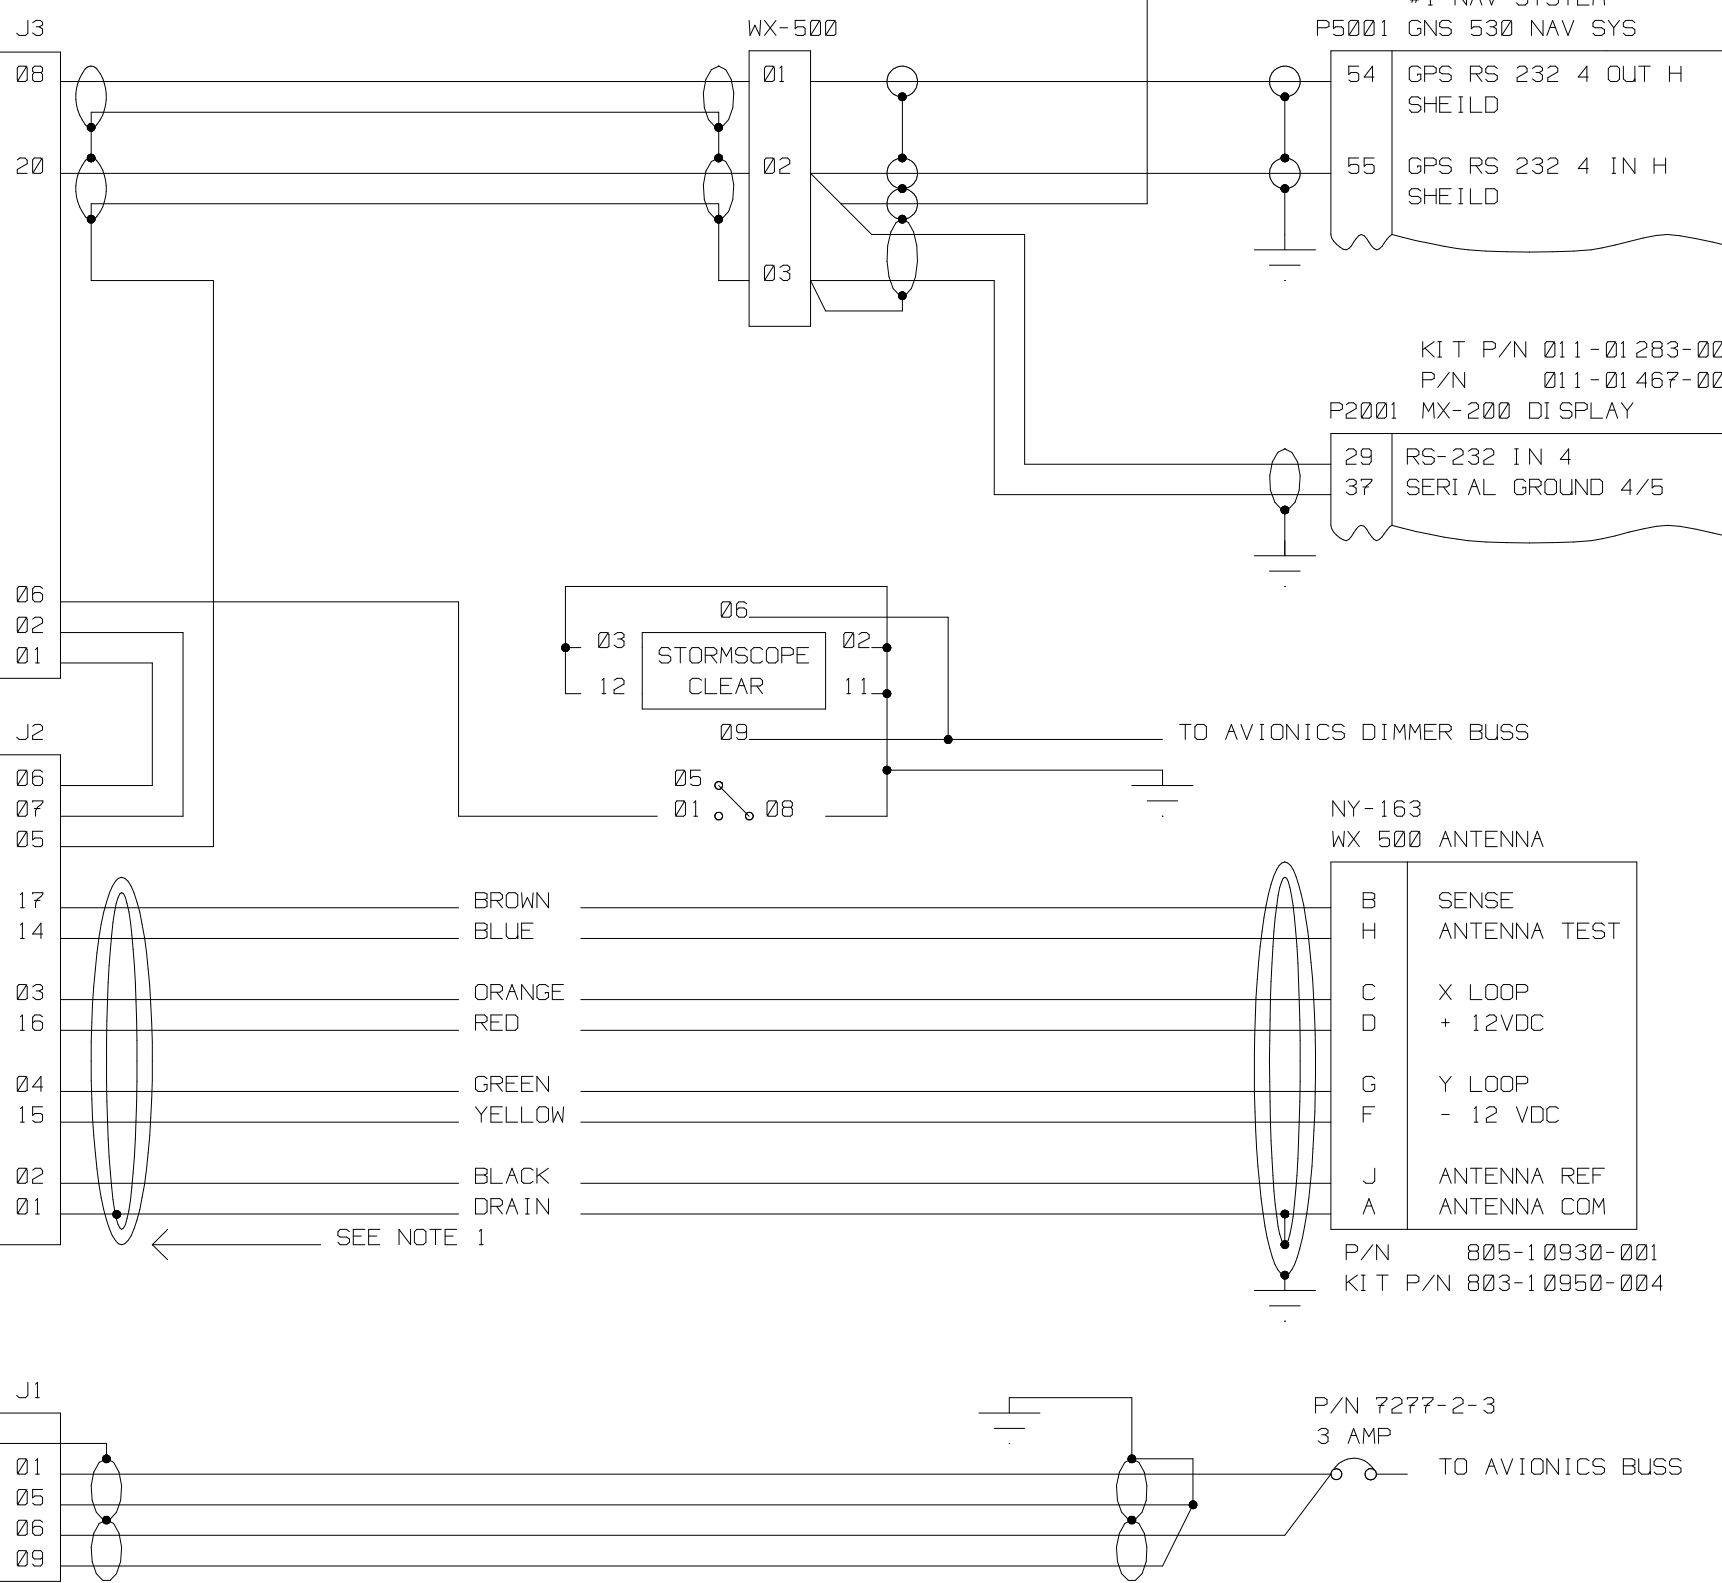 #1 NAV SYSTEM
J3
WX-500
P5001 GNS 530 NAV SYS
08
01
54 GPS RS 232 4 OUT H
SHEILD
20
02
55 GPS RS 232 4 IN H
SHEILD
03
KIT P/N 011-01283-00
P/N 011-01467-00
P2001 MX-200 DISPLAY
29 RS-232 IN 4
37 SERIAL GROUND 4/5
06
02
01
06
03
02
STORMSCOPE
CLEAR
12
11
09
TO AVIONICS DIMMER BUSS
05
01
08
J2
06
07
05
NY-163
WX 500 ANTENNA
17 BROWN B SENSE
14 BLUE H ANTENNA TEST
03 ORANGE C X LOOP
16 RED D + 12VDC
04 GREEN G Y LOOP
15 YELLOW F - 12 VDC
02 BLACK J ANTENNA REF
01 DRAIN A ANTENNA COM
SEE NOTE 1
P/N 805-10930-001
KIT P/N 803-10950-004
J1
P/N 7277-2-3
3 AMP
01
TO AVIONICS BUSS
05
06
09